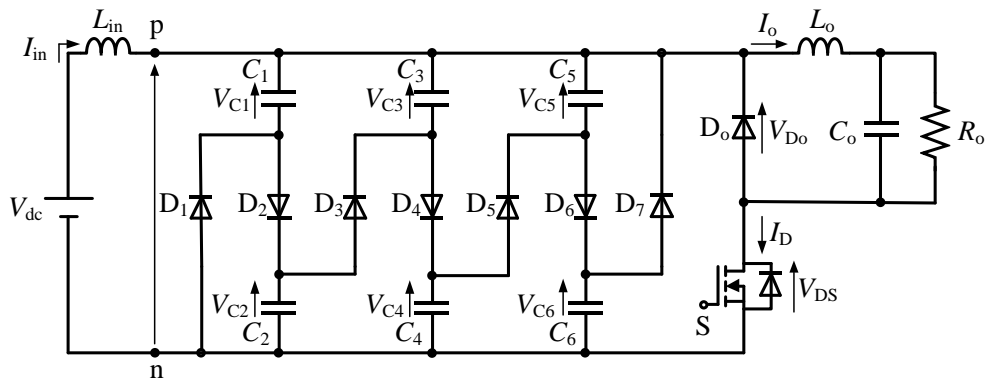 L_in
p
I_in
I_o
L_o
C_1
C_3
C_5
V_C1
V_C3
V_C5
D_o
V_Do
C_o
R_o
V_dc
D_1
D_2
D_3
D_4
D_5
D_6
D_7
I_D
V_C2
V_C4
V_C6
V_DS
C_2
C_4
C_6
S
n